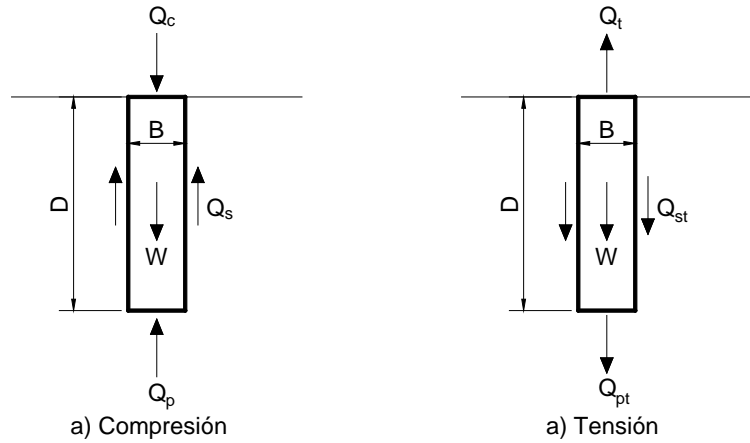 Q_c
B
D
Q_s
W
Q_p
a) Compresión
Q_t
B
D
Q_st
W
Q_pt
a) Tensión